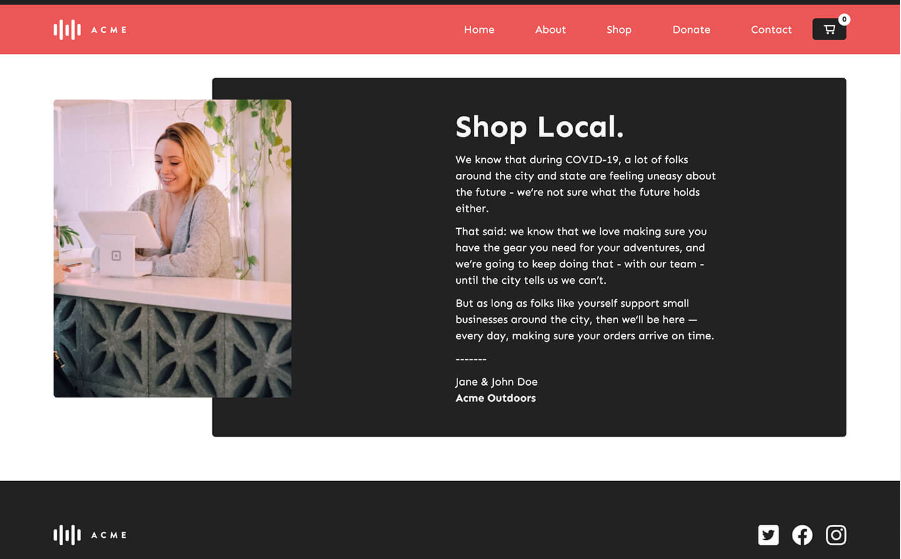 ACME
Home
About
Shop
Donate
Contact
0
Shop Local.
We know that during COVID-19, a lot of folks
around the city and state are feeling uneasy about
the future - we’re not sure what the future holds
either.
That said: we know that we love making sure you
have the gear you need for your adventures, and
we’re going to keep doing that - with our team -
until the city tells us we can’t.
But as long as folks like yourself support small
businesses around the city, then we’ll be here —
every day, making sure your orders arrive on time.
-------
Jane & John Doe
Acme Outdoors
ACME